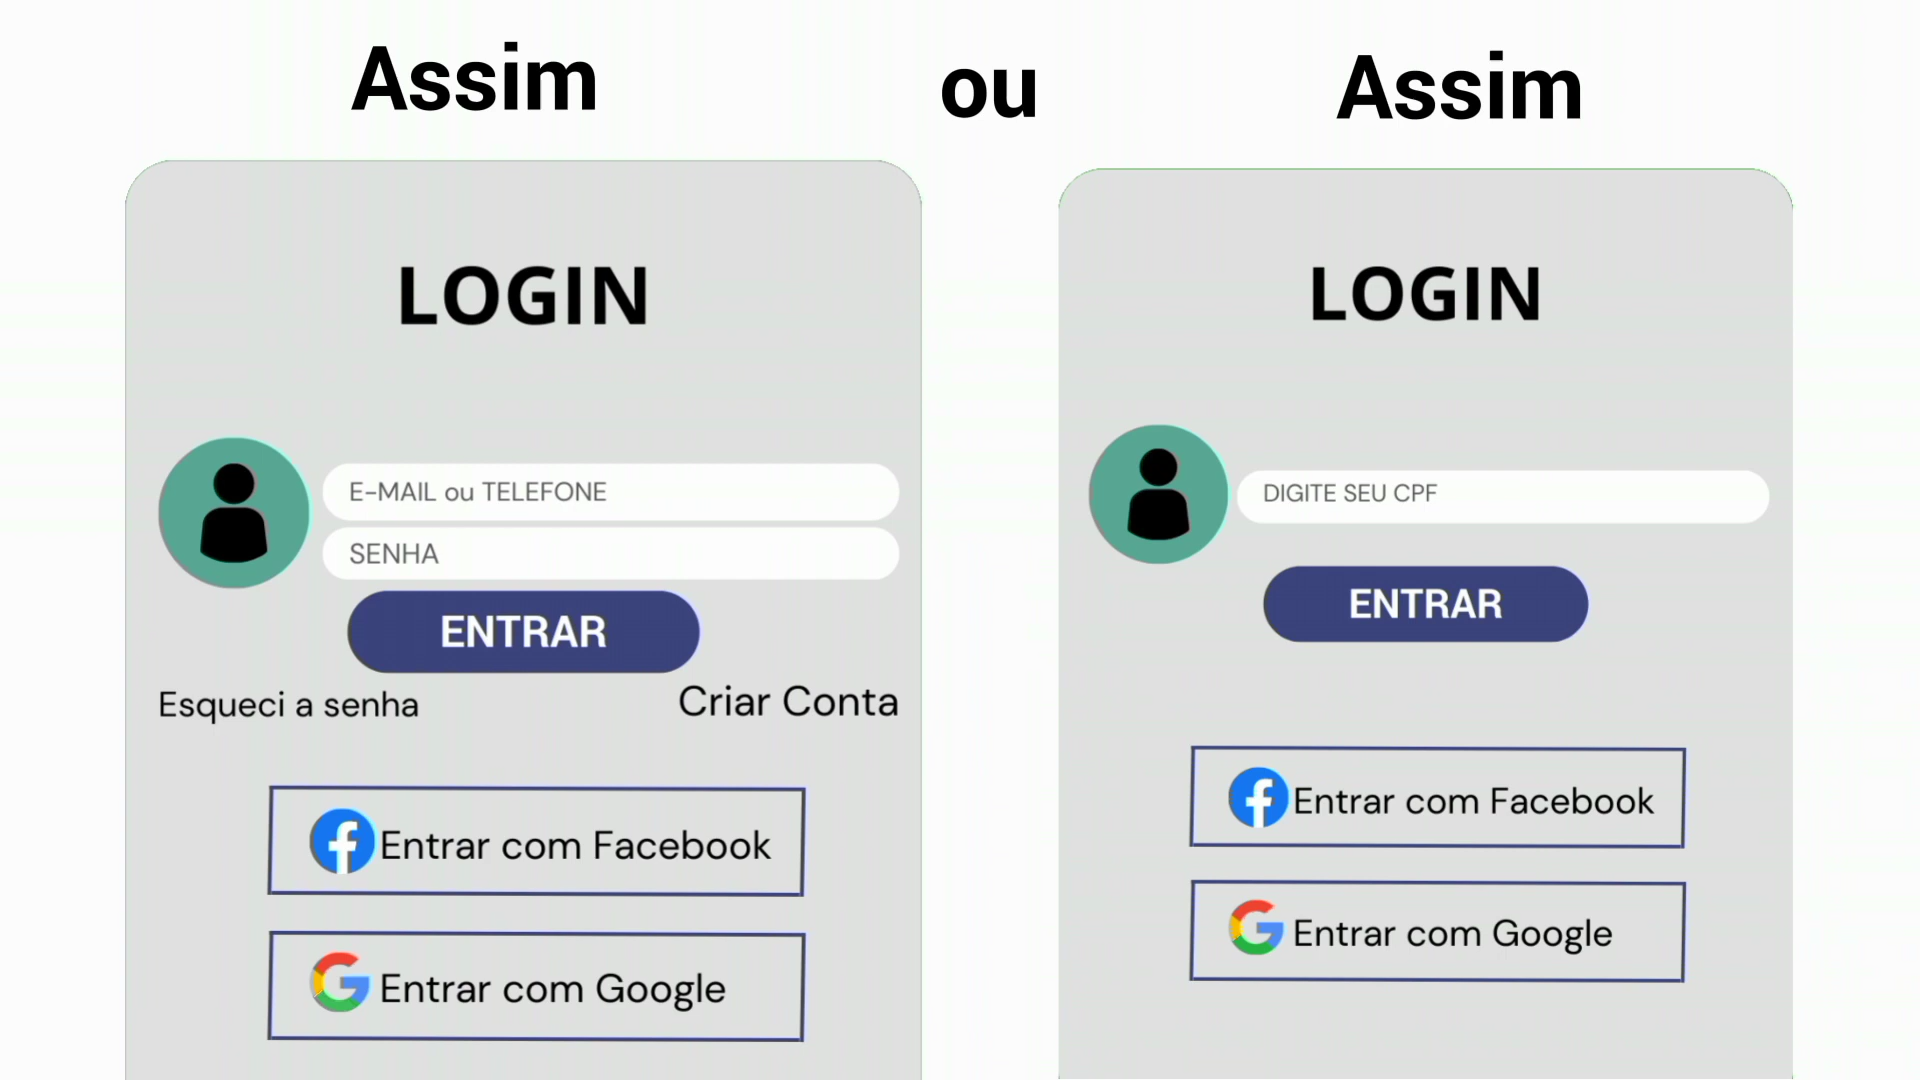 Assim ou Assim
LOGIN
E-MAIL ou TELEFONE
SENHA
ENTRAR
Esqueci a senha
Criar Conta
Entrar com Facebook
Entrar com Google
LOGIN
DIGITE SEU CPF
ENTRAR
Entrar com Facebook
Entrar com Google